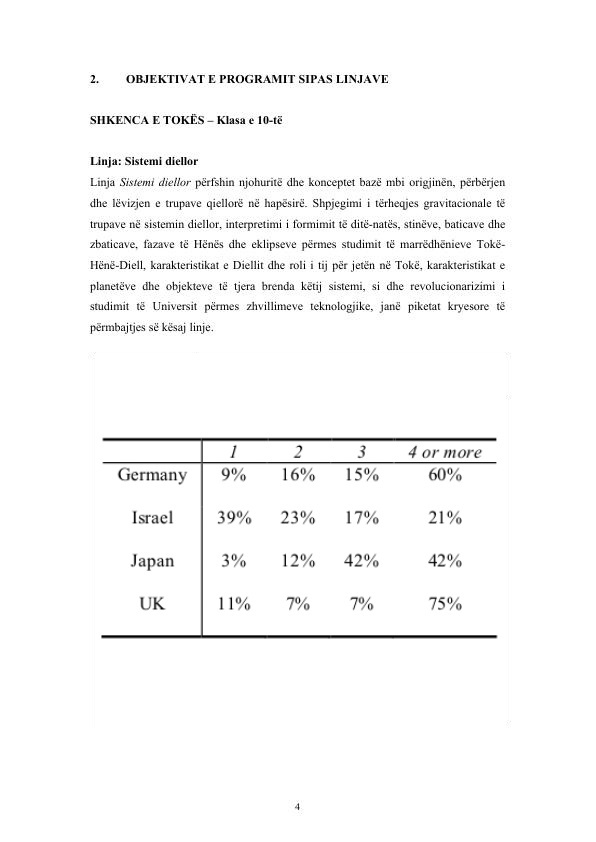 2. OBJEKTIVAT E PROGRAMIT SIPAS LINJAVE
SHKENCA E TOKËS – Klasa e 10-të
Linja: Sistemi diellor
Linja Sistemi diellor përfshin njohuritë dhe konceptet bazë mbi origjinën, përbërjen
dhe lëvizjen e trupave qiellorë në hapësirë. Shpjegimi i tërheqjes gravitacionale të
trupave në sistemin diellor, interpretimi i formimit të ditë-natës, stinëve, baticave dhe
zbaticave, fazave të Hënës dhe eklipseve përmes studimit të marrëdhënieve Tokë-
Hënë-Diell, karakteristikat e Diellit dhe roli i tij për jetën në Tokë, karakteristikat e
planetëve dhe objekteve të tjera brenda këtij sistemi, si dhe revolucionarizimi i
studimit të Universit përmes zhvillimeve teknologjike, janë piketat kryesore të
përmbajtjes së kësaj linje.
1 2 3 4 or more
Germany 9% 16% 15% 60%
Israel 39% 23% 17% 21%
Japan 3% 12% 42% 42%
UK 11% 7% 7% 75%
4